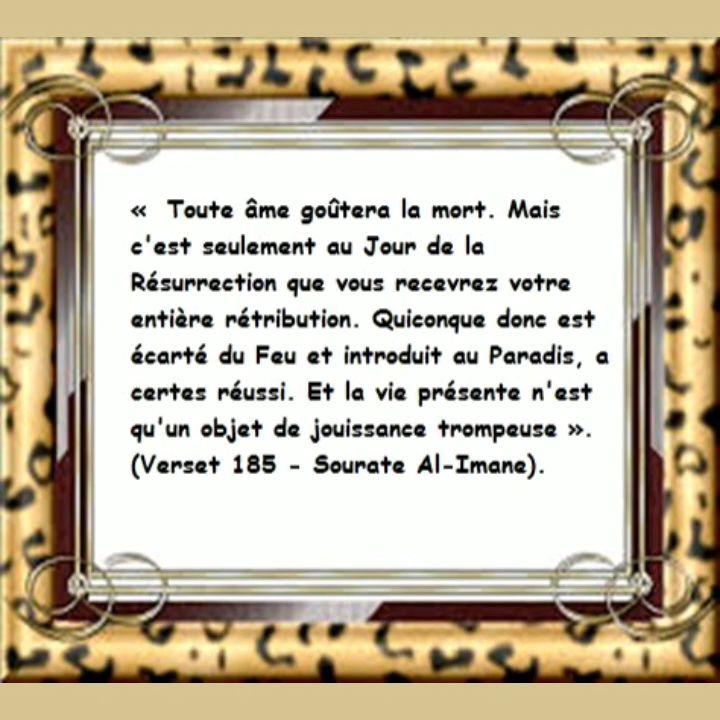 «  Toute âme goûtera la mort. Mais
c'est seulement au Jour de la
Résurrection que vous recevrez votre
entière rétribution. Quiconque donc est
écarté du Feu et introduit au Paradis, a
certes réussi. Et la vie présente n'est
qu'un objet de jouissance trompeuse ».
(Verset 185 - Sourate Al-Imane).